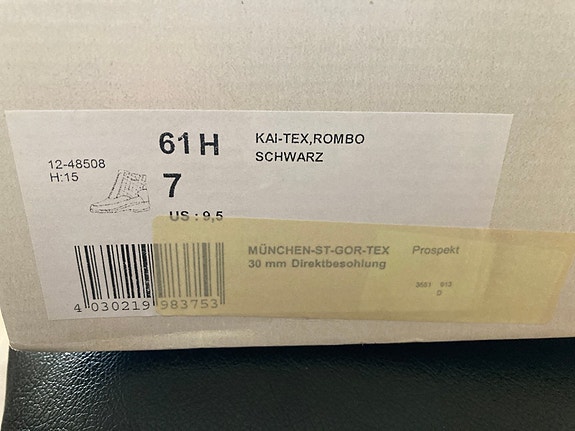 61 H
KAI-TEX,ROMBO
SCHWARZ
12-48508
H:15
7
US : 9,5
MÜNCHEN-ST-GOR-TEX
30 mm Direktbesohlung
Prospekt
913
D
4 030219 983753